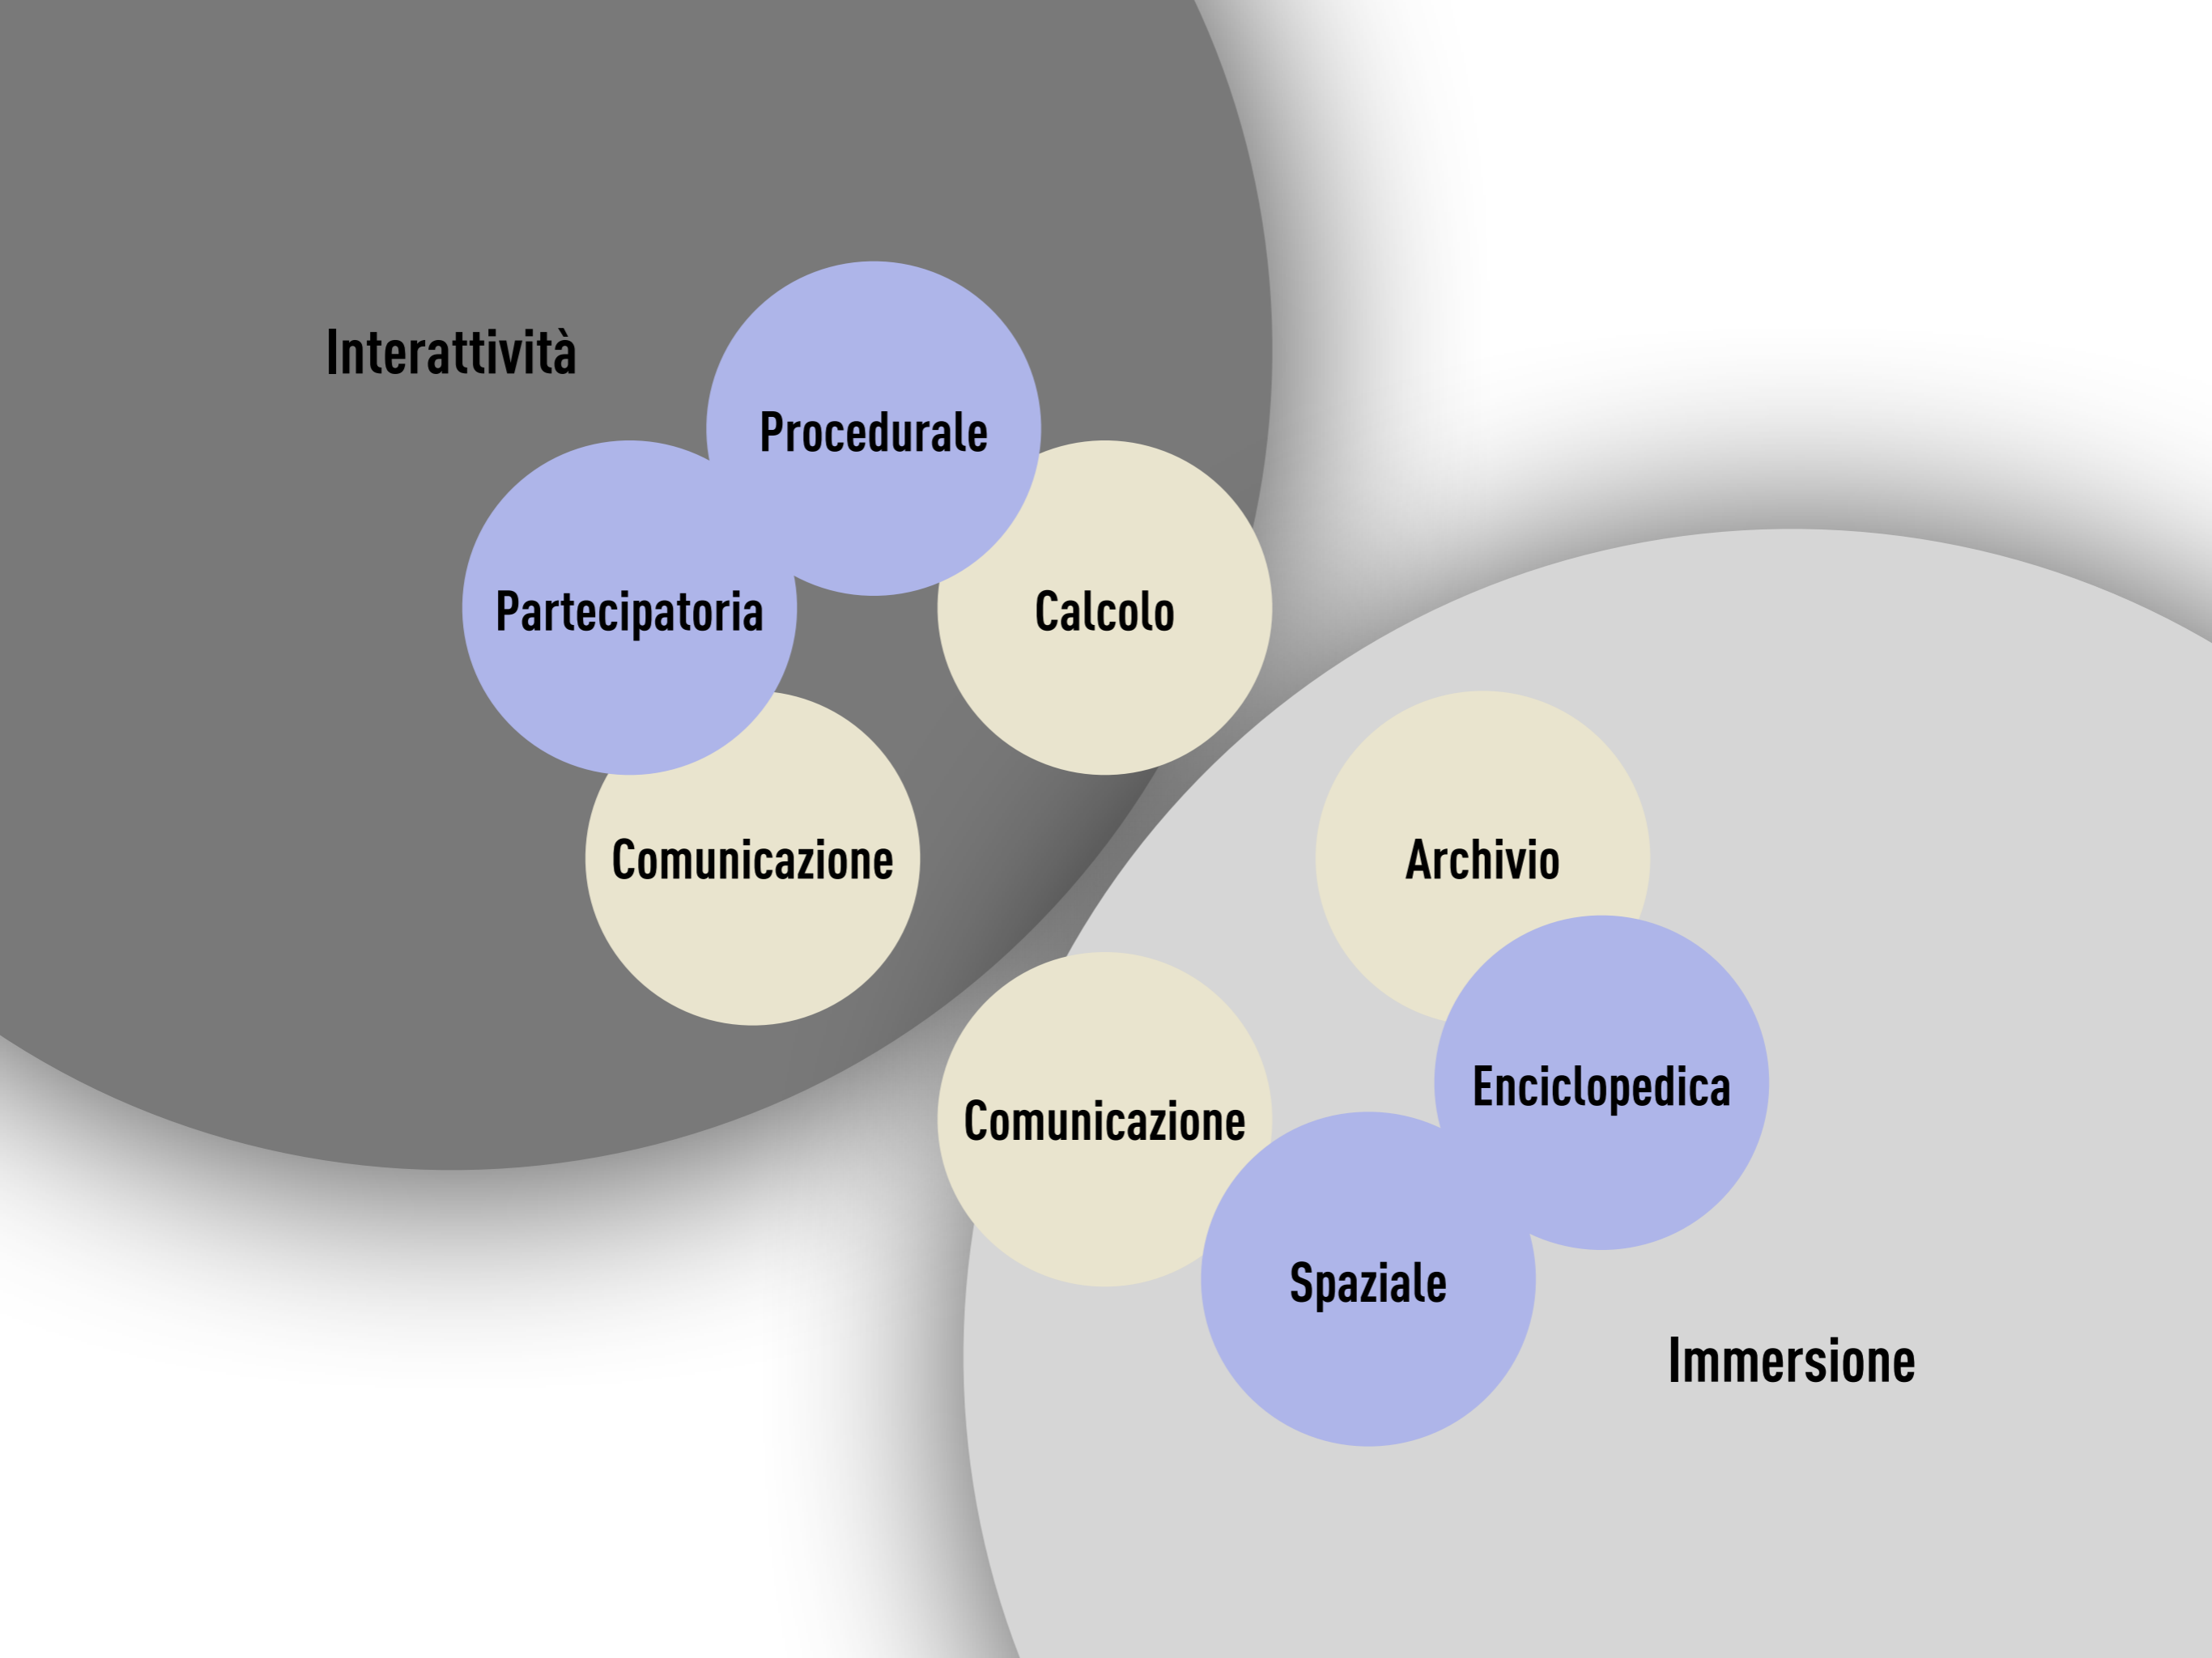 Interattività
Procedurale
Partecipatoria
Calcolo
Comunicazione
Archivio
Enciclopedica
Comunicazione
Spaziale
Immersione